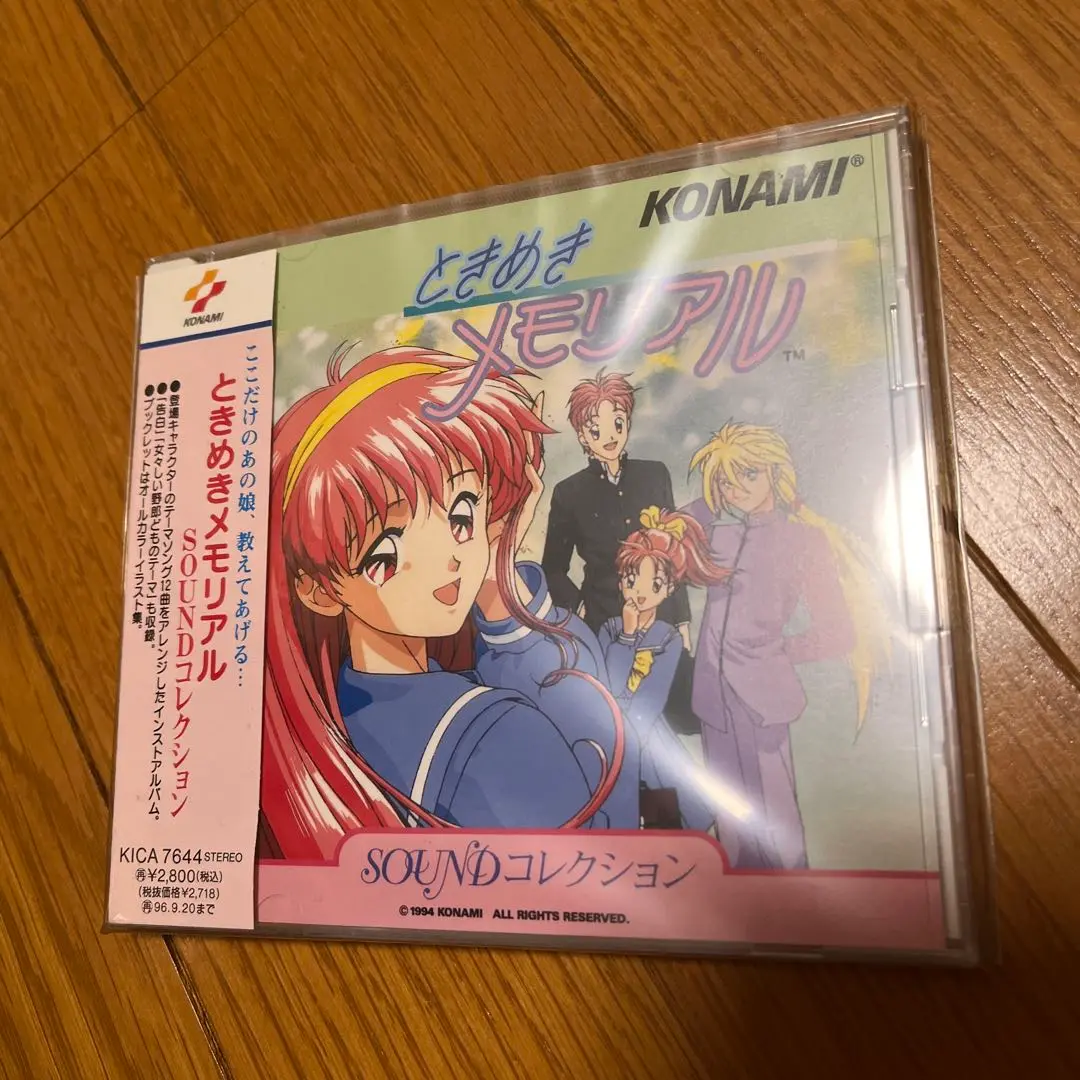 KONAMI
ここだけのあの娘、教えてあげる…
ときめきメモリアル
SOUNDコレクション
●登場キャラクターのテーマソング12曲をアレンジしたインストアルバム。
●「告白」「女々しい野郎どものテーマ」も収録。
●ブックレットはオールカラーイラスト集。
KICA 7644 STEREO
再¥2,800(税込)
(税抜価格¥2,718)
再96.9.20まで
KONAMI®
ときめき
メモリアル™
SOUNDコレクション
©1994 KONAMI ALL RIGHTS RESERVED.